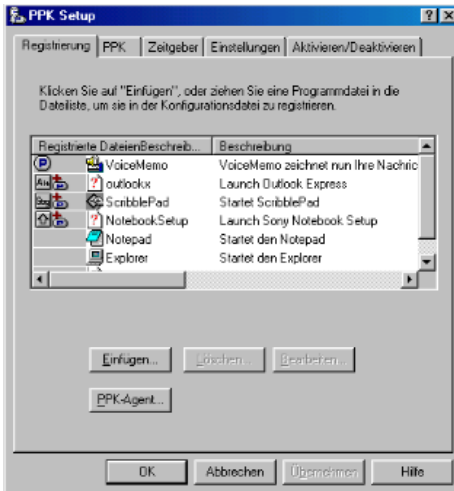 PPK Setup
Registrierung PPK Zeitgeber Einstellungen Aktivieren/Deaktivieren
Klicken Sie auf "Einfügen", oder ziehen Sie eine Programmdatei in die
Dateiliste, um sie in der Konfigurationsdatei zu registrieren.
Registrierte DateienBeschreib... Beschreibung
VoiceMemo VoiceMemo zeichnet nun Ihre Nachric
outlookx Launch Outlook Express
ScribblePad Startet ScribblePad
NotebookSetup Launch Sony Notebook Setup
Notepad Startet den Notepad
Explorer Startet den Explorer
Einfügen... Löschen... Bearbeiten...
PPK-Agent...
OK Abbrechen Übernehmen Hilfe